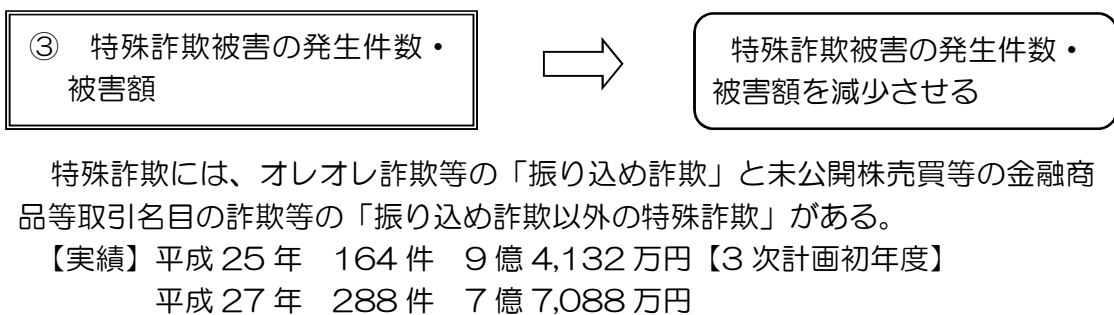 ③　特殊詐欺被害の発生件数・
被害額
特殊詐欺被害の発生件数・
被害額を減少させる
特殊詐欺には、オレオレ詐欺等の「振り込め詐欺」と未公開株売買等の金融商
品等取引名目の詐欺等の「振り込め詐欺以外の特殊詐欺」がある。
【実績】平成 25 年　164 件　9 億 4,132 万円【3 次計画初年度】
平成 27 年　288 件　7 億 7,088 万円